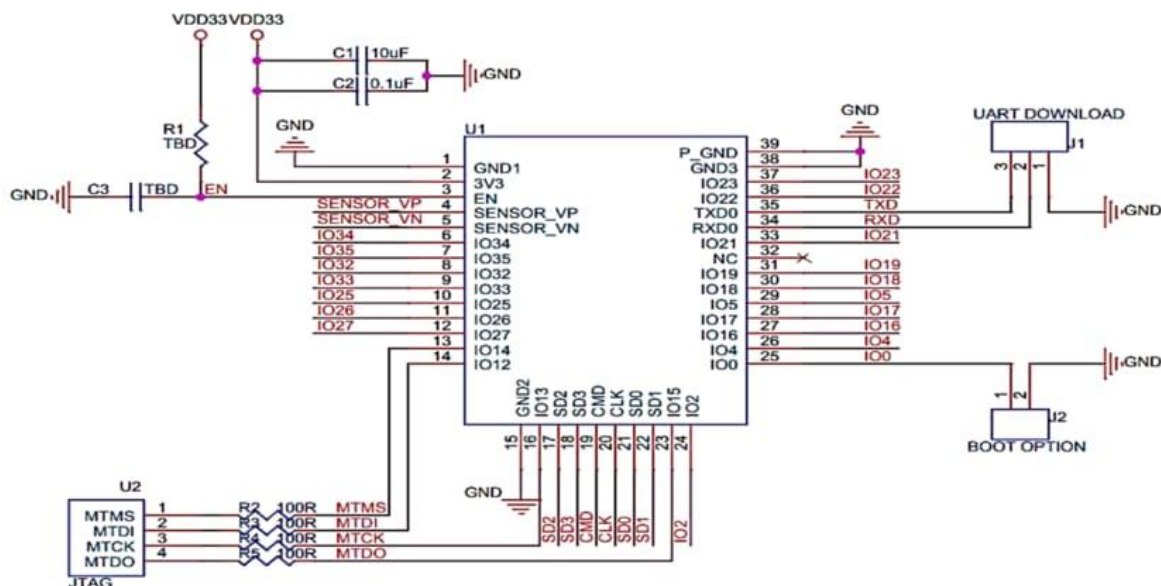 VDD33 VDD33
C1 10uF
GND
C2 0.1uF
R1
TBD
GND
U1
GND
UART DOWNLOAD
J1
3 2 1
GND C3 TBD EN
GND
1 GND1
2 3V3
3 EN
SENSOR_VP 4 SENSOR_VP
SENSOR_VN 5 SENSOR_VN
IO34 6 IO34
IO35 7 IO35
IO32 8 IO32
IO33 9 IO33
IO25 10 IO25
IO26 11 IO26
IO27 12 IO27
13 IO14
14 IO12
P_GND 39
GND3 38
IO23 37 IO23
IO22 36 IO22
TXD0 35 TXD
RXD0 34 RXD
IO21 33 IO21
NC 32
IO19 31 IO19
IO18 30 IO18
IO5 29 IO5
IO17 28 IO17
IO16 27 IO16
IO4 26 IO4
IO0 25 IO0
GND
1 2
J2
BOOT OPTION
GND2 IO13 SD2 SD3 CMD CLK SD0 SD1 IO15 IO2
15 16 17 18 19 20 21 22 23 24
GND
SD2 SD3 CMD CLK SD0 SD1 IO2
U2
MTMS 1 R2 100R MTMS
MTDI 2 R3 100R MTDI
MTCK 3 R4 100R MTCK
MTDO 4 R5 100R MTDO
JTAG